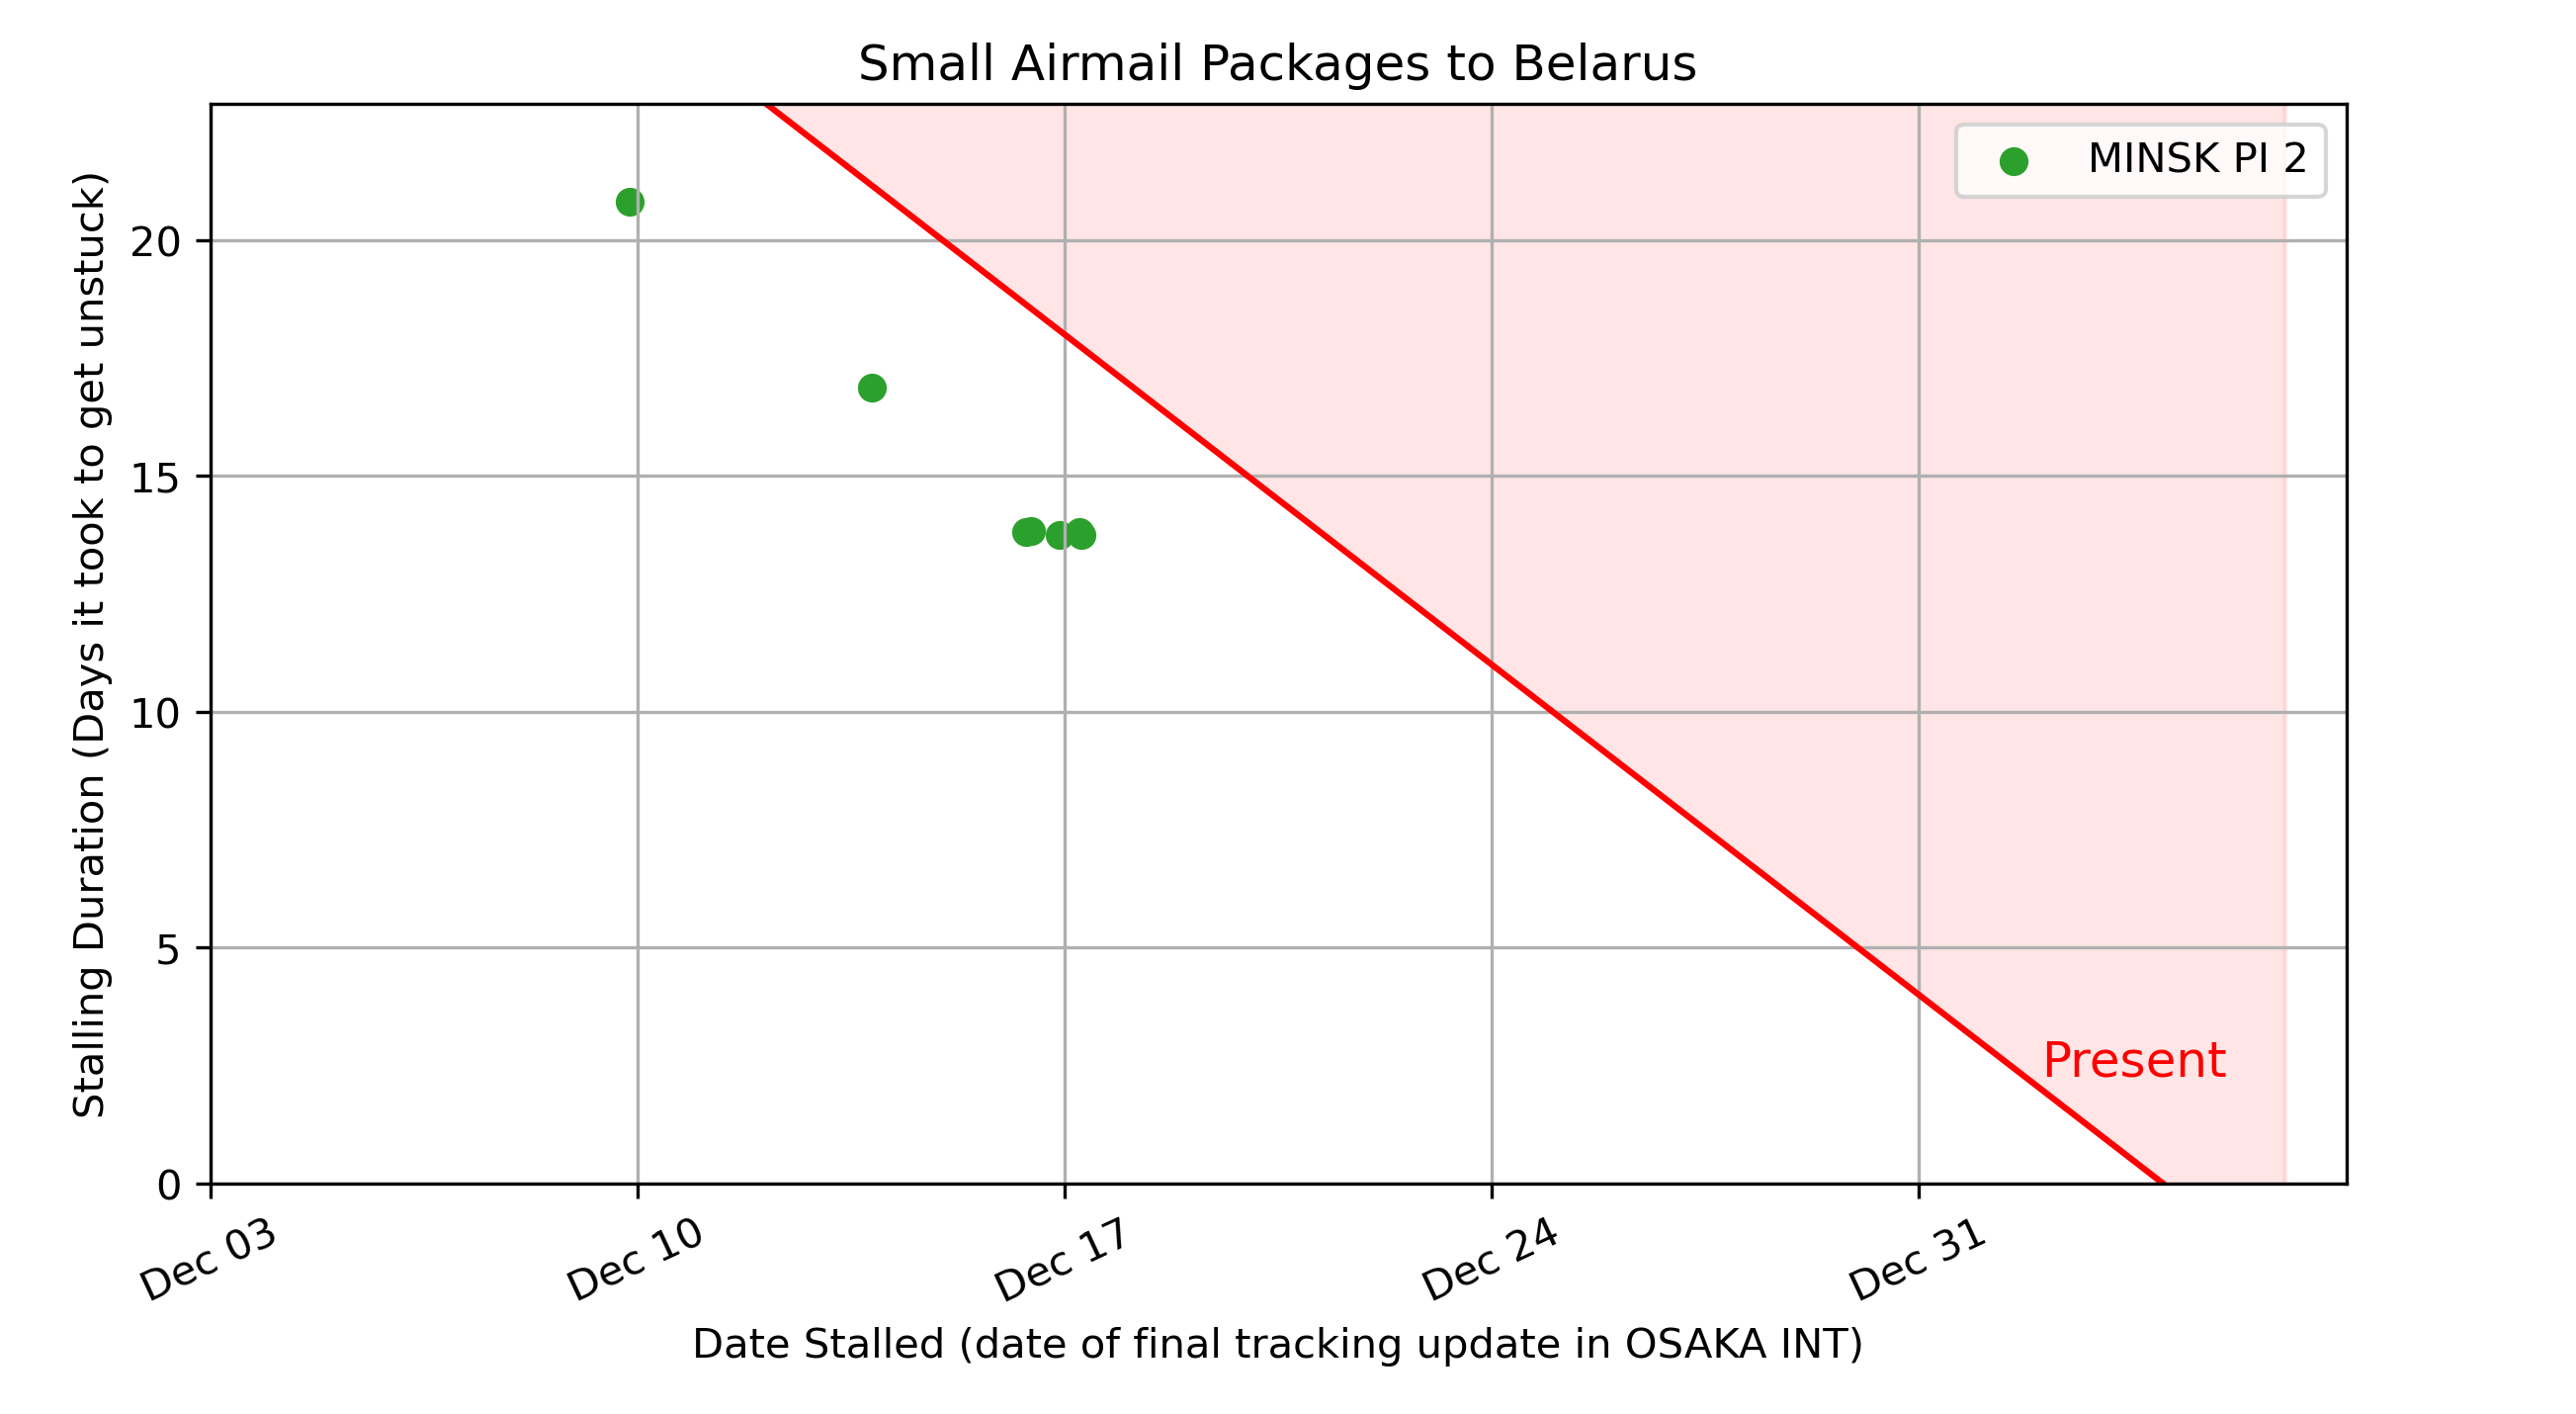 Small Airmail Packages to Belarus
MINSK PI 2
Stalling Duration (Days it took to get unstuck)
20
15
10
5
0
Present
Dec 03
Dec 10
Dec 17
Dec 24
Dec 31
Date Stalled (date of final tracking update in OSAKA INT)